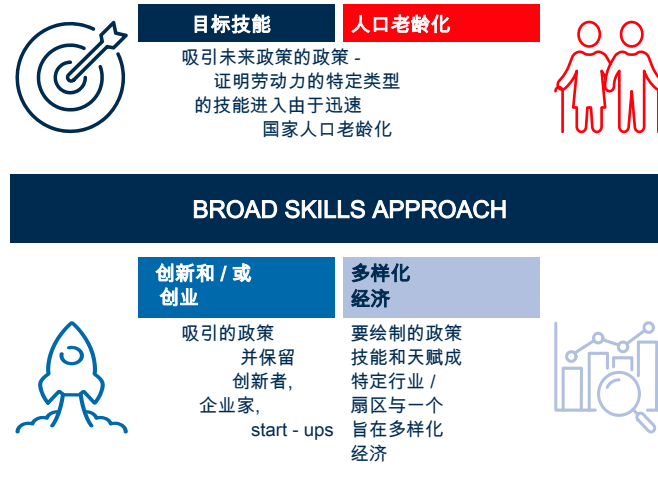 目标技能
人口老龄化
吸引未来政策的政策 -
证明劳动力的特定类型
的技能进入由于迅速
国家人口老龄化
BROAD SKILLS APPROACH
创新和 / 或
创业
吸引的政策
并保留
创新者,
企业家,
start - ups
多样化
经济
要绘制的政策
技能和天赋成
特定行业 /
扇区与一个
旨在多样化
经济